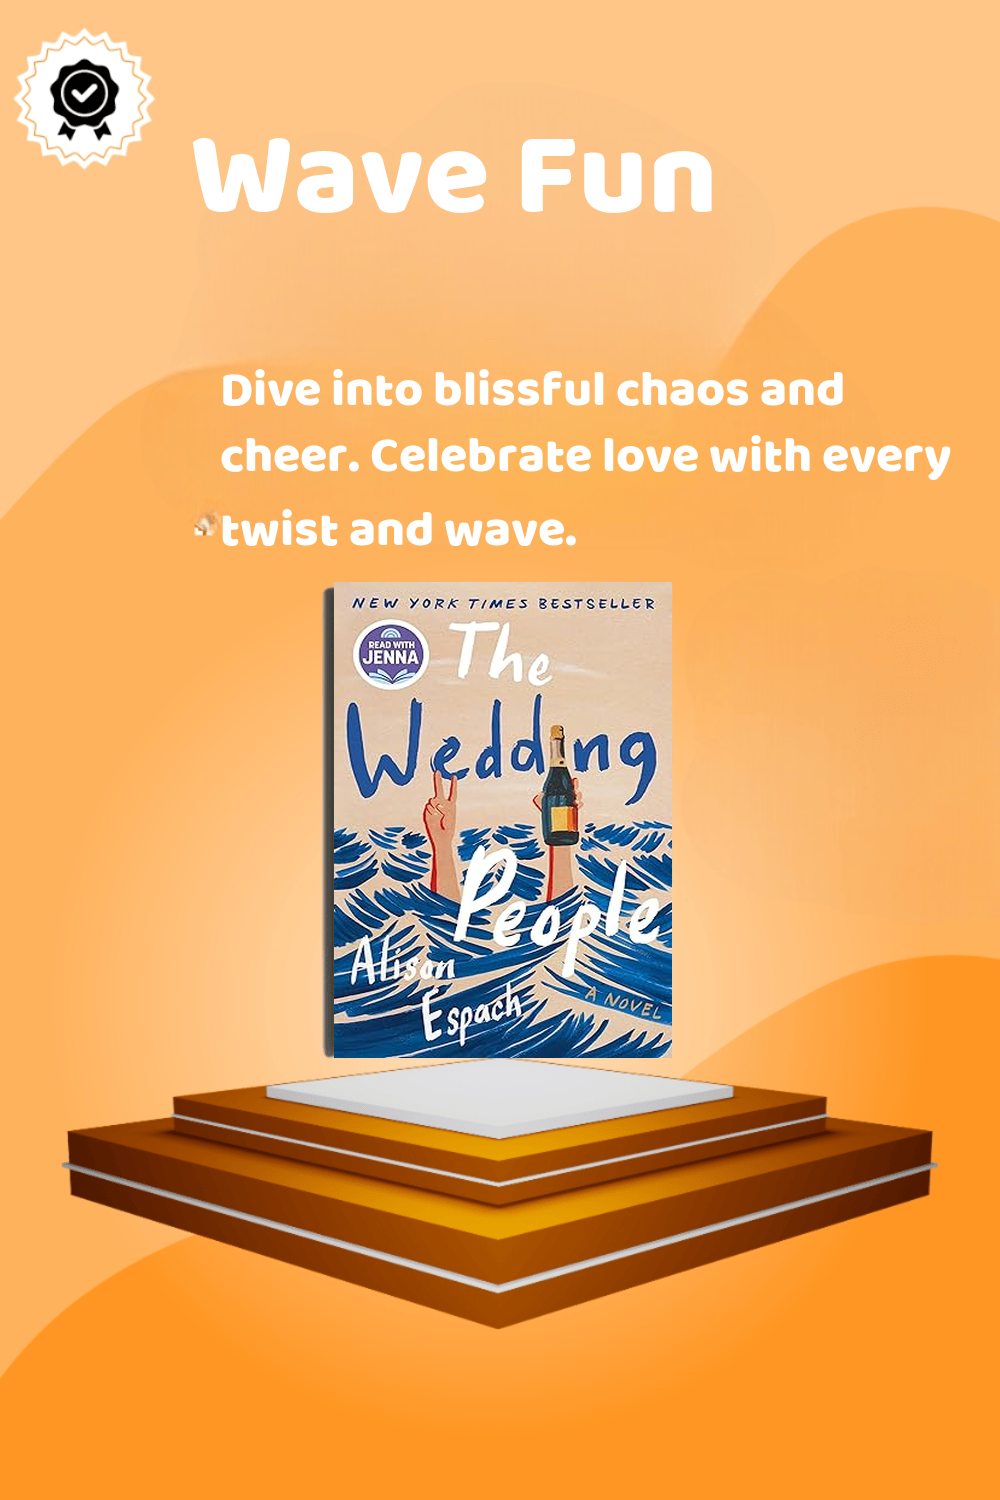 Wave Fun
Dive into blissful chaos and
cheer. Celebrate love with every
twist and wave.
NEW YORK TIMES BESTSELLER
READ WITH
JENNA
The
Wedding
People
Alison
Espach
A NOVEL